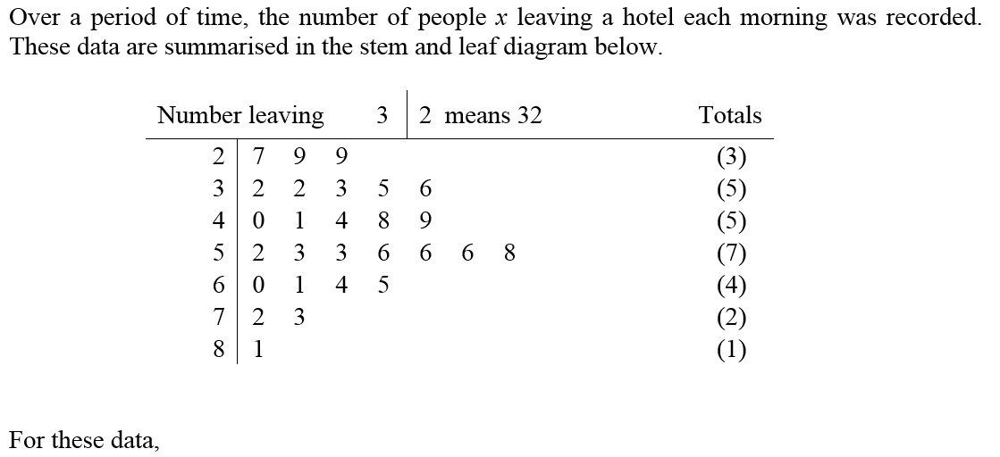 Over a period of time, the number of people x leaving a hotel each morning was recorded.
These data are summarised in the stem and leaf diagram below.
Number leaving 3 | 2 means 32 Totals
2 | 7 9 9 (3)
3 | 2 2 3 5 6 (5)
4 | 0 1 4 8 9 (5)
5 | 2 3 3 6 6 6 8 (7)
6 | 0 1 4 5 (4)
7 | 2 3 (2)
8 | 1 (1)
For these data,